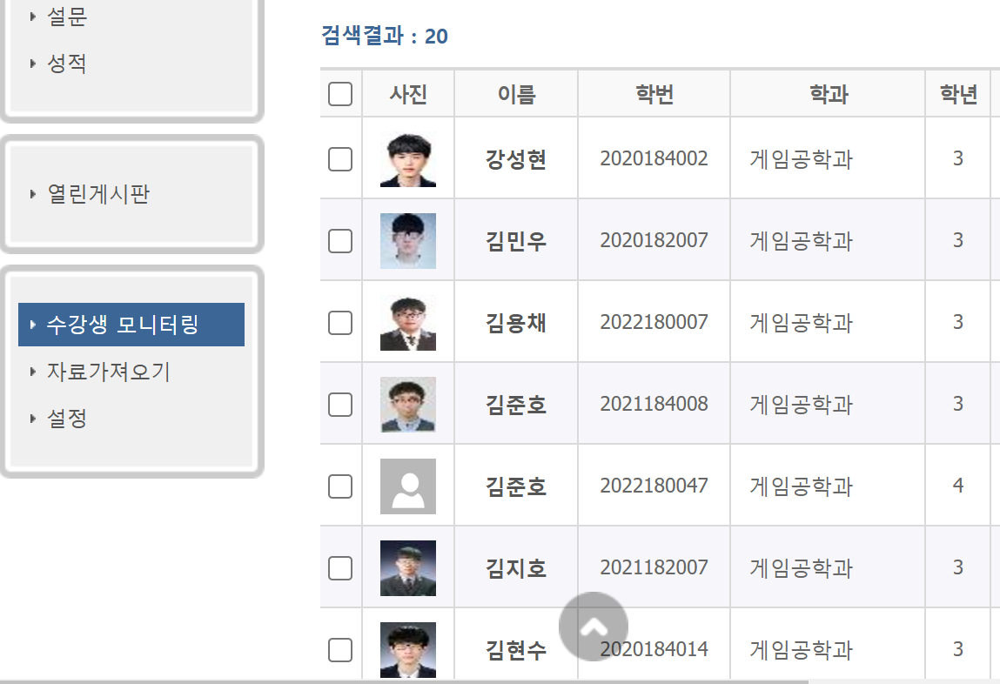 설문
성적
열린게시판
수강생 모니터링
자료가져오기
설정
검색결과 : 20
사진 이름 학번 학과 학년
강성현 2020184002 게임공학과 3
김민우 2020182007 게임공학과 3
김용채 2022180007 게임공학과 3
김준호 2021184008 게임공학과 3
김준호 2022180047 게임공학과 4
김지호 2021182007 게임공학과 3
김현수 2020184014 게임공학과 3